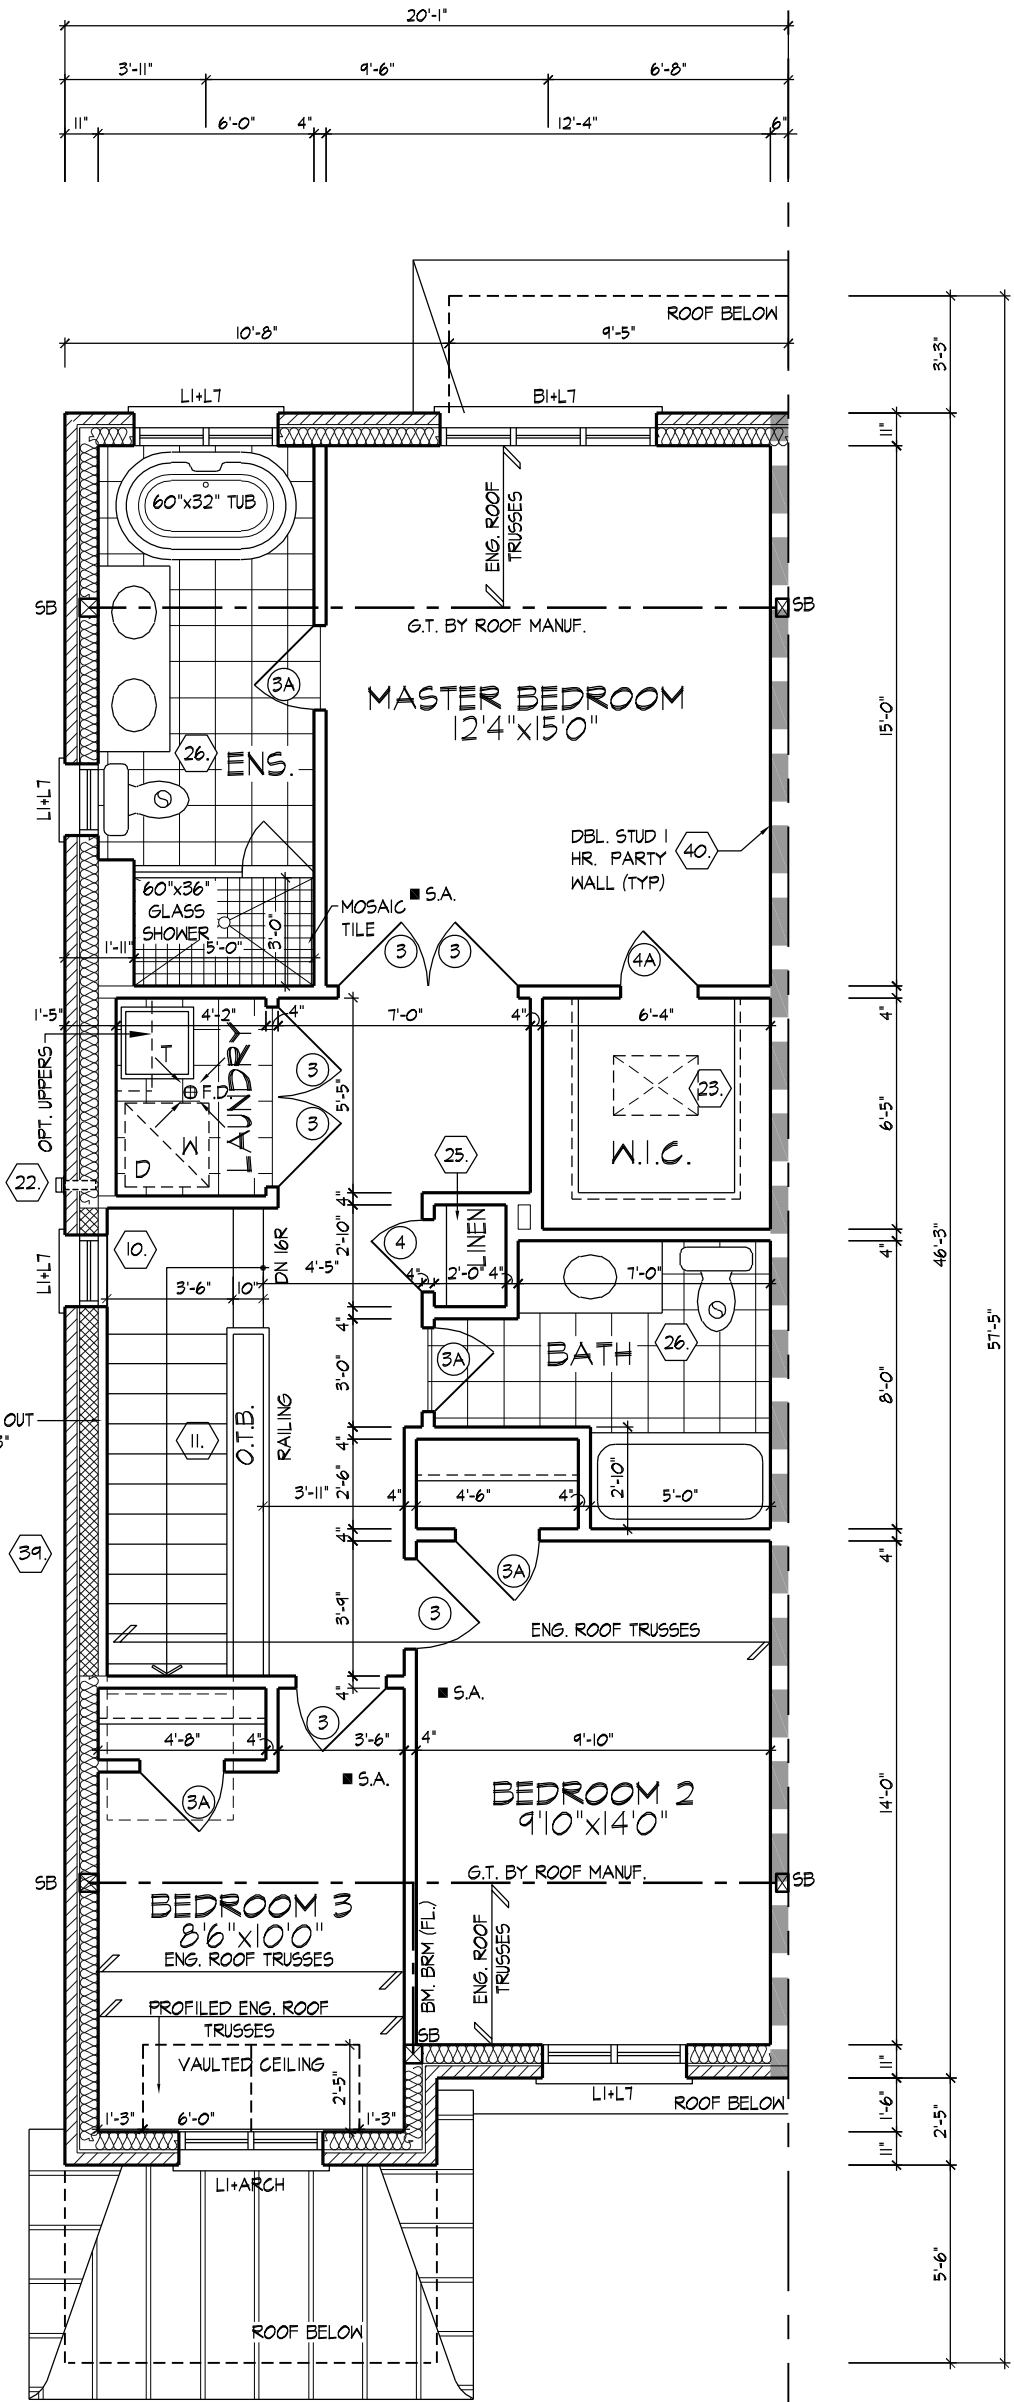 20'-1"
3'-11" 9'-6" 6'-8"
11" 6'-0" 4" 12'-4" 6"
ROOF BELOW
10'-8" 9'-5"
3'-3"
L1+L7 B1+L7
11"
60"x32" TUB
ENG. ROOF
TRUSSES
SB SB
G.T. BY ROOF MANUF.
3A
MASTER BEDROOM
12'4"x15'0"
15'-0"
26.
ENS.
L1+L7
DBL. STUD 1
HR. PARTY
WALL (TYP)
40.
60"x36"
GLASS
SHOWER
S.A.
MOSAIC
TILE
3'-0"
1'-11" 5'-0"
3 3 4A
1'-5" 4'-2" 4" 7'-0" 4" 6'-4" 4"
OPT. UPPERS
T
F.D.
LAUNDRY
3
5'-5"
3
23.
6'-5"
W
D
W.I.C.
25.
22.
4"
LINEN
10.
DN 16R
2'-10"
4
4"
46'-3"
L1+L7
4'-5" 4" 2'-0" 4" 7'-0"
3'-6" 10"
4"
57'-5"
BATH
26.
3A
3'-0"
8'-0"
OUT
11.
O.T.B.
RAILING
4"
2'-6"
2'-10"
3'-11" 4" 4'-6" 4" 5'-0"
39.
4" 4"
3A
3
3'-9"
ENG. ROOF TRUSSES
4"
S.A.
3
4'-8" 4" 3'-6" 4" 9'-10"
S.A.
3A
BEDROOM 2
9'10"x14'0"
14'-0"
G.T. BY ROOF MANUF.
SB SB
BEDROOM 3
8'6"x10'0"
ENG. ROOF TRUSSES
BM. BRM (FL.)
ENG. ROOF
TRUSSES
PROFILED ENG. ROOF
TRUSSES
SB
VAULTED CEILING
2'-5"
11"
L1+L7
ROOF BELOW
1'-6"
2'-5"
1'-3" 6'-0" 1'-3"
11"
L1+ARCH
5'-6"
ROOF BELOW